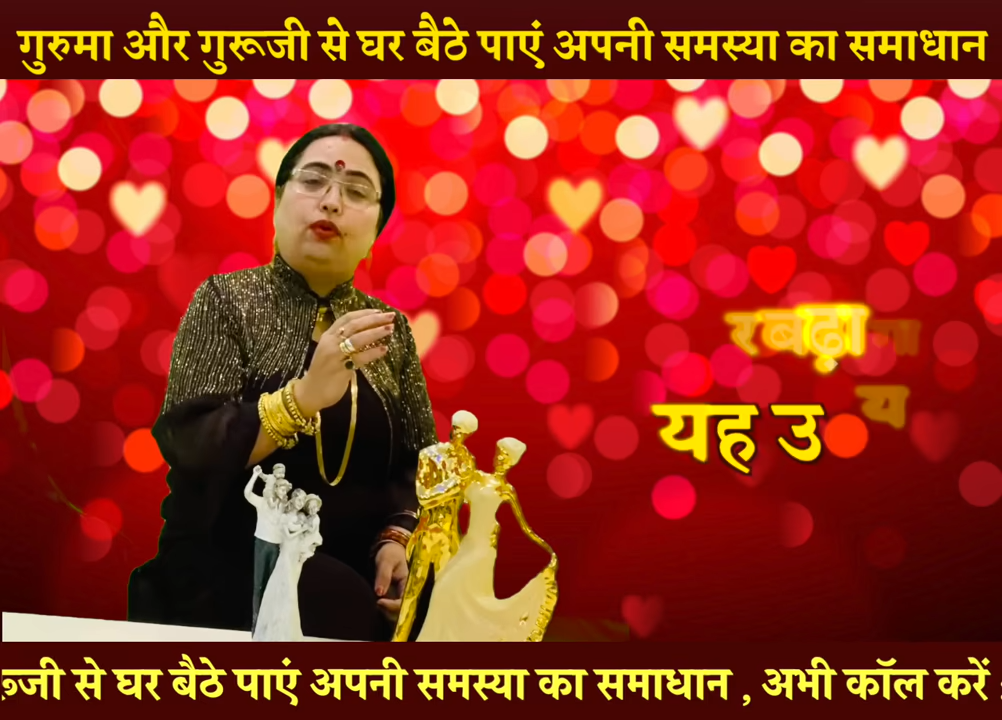 गुरुमा और गुरूजी से घर बैठे पाएं अपनी समस्या का समाधान
यह उ
से घर बैठे पाएं अपनी समस्या का समाधान , अभी कॉल करें